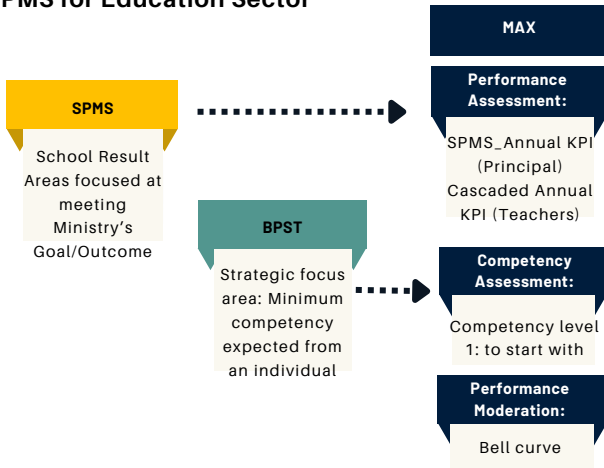 PMS for Education Sector
MAX
Performance
Assessment:
SPMS
SPMS_Annual KPI
(Principal)
Cascaded Annual
KPI (Teachers)
School Result
Areas focused at
meeting
Ministry's
Goal/Outcome
BPST
Strategic focus
area: Minimum
competency
expected from
an individual
Competency
Assessment:
Competency level
1: to start with
Performance
Moderation:
Bell curve